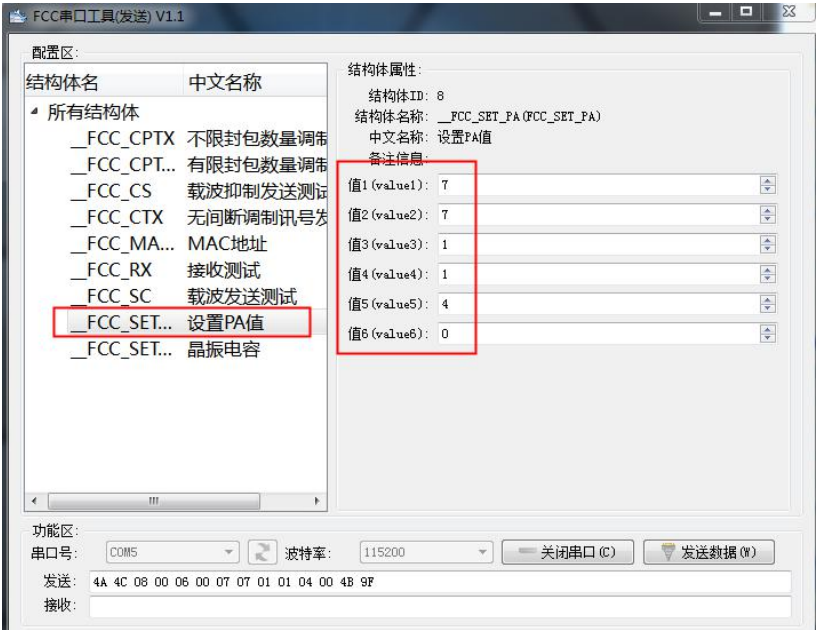 FCC串口工具(发送) V1.1
配置区:
结构体名 中文名称
所有结构体
__FCC_CPTX 不限封包数量调制
__FCC_CPT... 有限封包数量调制
__FCC_CS 载波抑制发送测试
__FCC_CTX 无间断调制讯号发
__FCC_MA... MAC地址
__FCC_RX 接收测试
__FCC_SC 载波发送测试
__FCC_SET... 设置PA值
__FCC_SET... 晶振电容
结构体属性:
结构体ID: 8
结构体名称: __FCC_SET_PA(FCC_SET_PA)
中文名称: 设置PA值
备注信息:
值1(value1): 7
值2(value2): 7
值3(value3): 1
值4(value4): 1
值5(value5): 4
值6(value6): 0
功能区:
串口号: COM5 波特率: 115200 关闭串口(C) 发送数据(W)
发送: 4A 4C 08 00 06 00 07 07 01 01 04 00 4B 9F
接收: